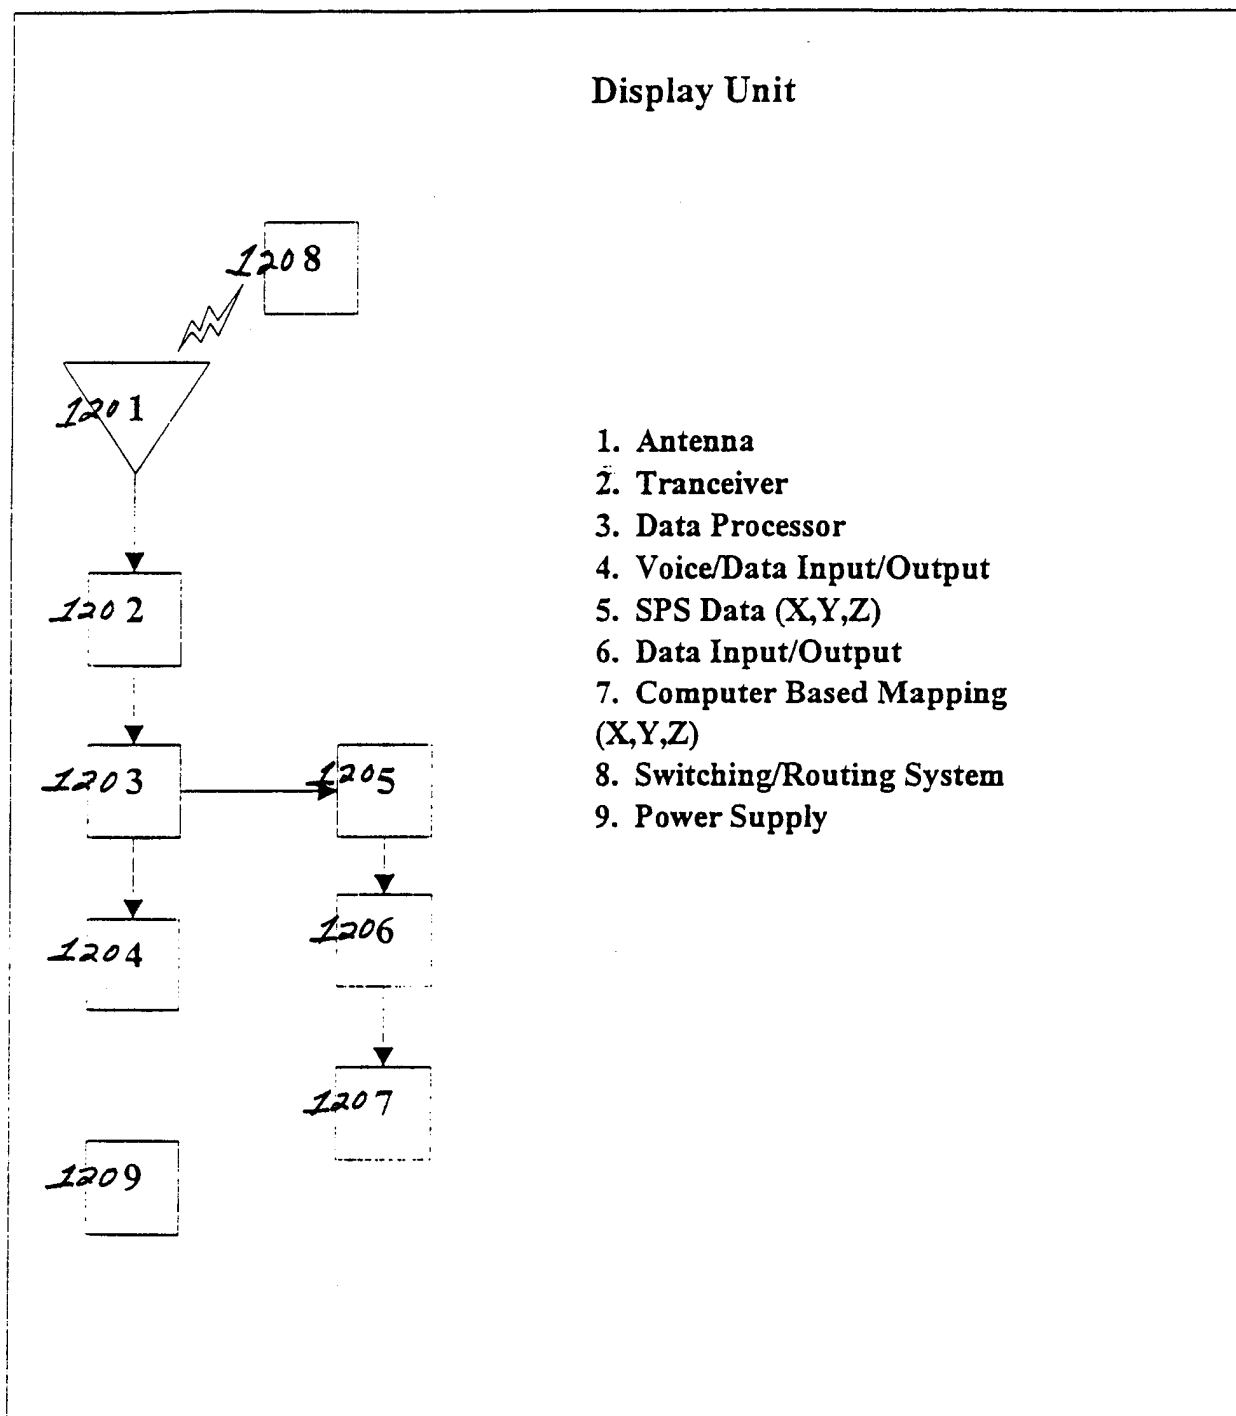 Display Unit
1208
1201
1. Antenna
2. Tranceiver
3. Data Processor
4. Voice/Data Input/Output
5. SPS Data (X,Y,Z)
6. Data Input/Output
7. Computer Based Mapping
(X,Y,Z)
8. Switching/Routing System
9. Power Supply
1202
1203
1205
1204
1206
1207
1209